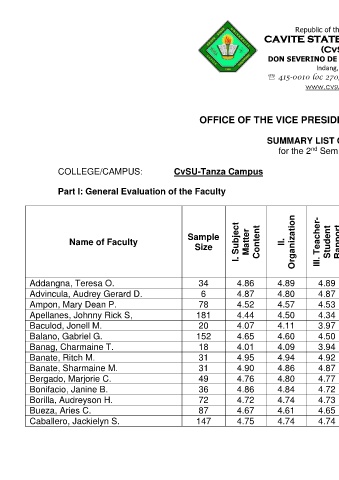 Republic of th
CAVITE STATE
(CvS
DON SEVERINO DE
Indang,
☏ 415-0010 loc 270,
www.cvs
OFFICE OF THE VICE PRESIDE
SUMMARY LIST O
for the 2nd Sem
COLLEGE/CAMPUS: CvSU-Tanza Campus
Part I: General Evaluation of the Faculty
Name of Faculty Sample Size I. Subject Matter Content II. Organization III. Teacher-Student Rapport
Addangna, Teresa O. 34 4.86 4.89 4.89
Advincula, Audrey Gerard D. 6 4.87 4.80 4.87
Ampon, Mary Dean P. 78 4.52 4.57 4.53
Apellanes, Johnny Rick S, 181 4.44 4.50 4.34
Baculod, Jonell M. 20 4.07 4.11 3.97
Balano, Gabriel G. 152 4.65 4.60 4.50
Banag, Charmaine T. 18 4.01 4.09 3.94
Banate, Ritch M. 31 4.95 4.94 4.92
Banate, Sharmaine M. 31 4.90 4.86 4.87
Bergado, Marjorie C. 49 4.76 4.80 4.77
Bonifacio, Janine B. 36 4.86 4.84 4.72
Borilla, Audreyson H. 72 4.72 4.74 4.73
Bueza, Aries C. 87 4.67 4.61 4.65
Caballero, Jackielyn S. 147 4.75 4.74 4.74